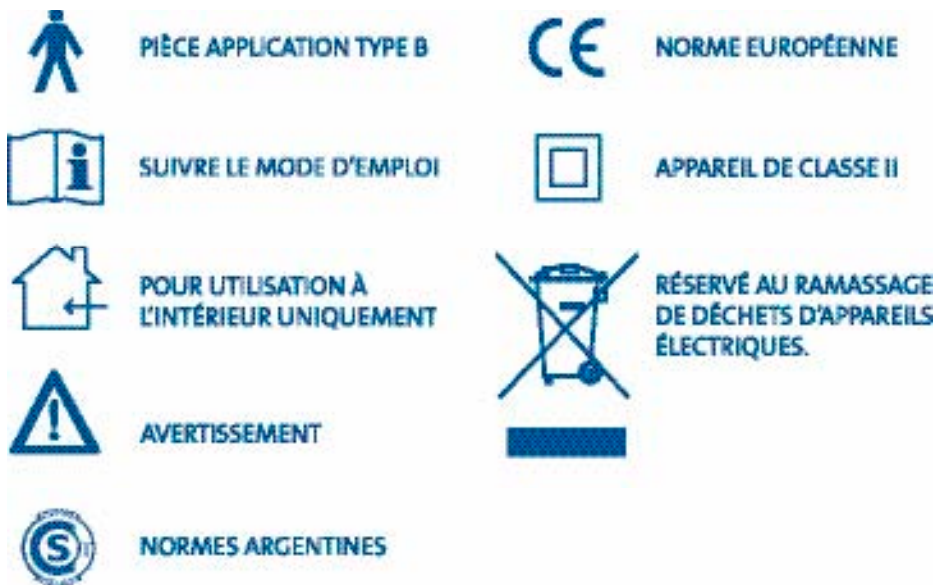 PIÈCE APPLICATION TYPE B
SUIVRE LE MODE D'EMPLOI
POUR UTILISATION À
L'INTÉRIEUR UNIQUEMENT
AVERTISSEMENT
S
NORMES ARGENTINES
CE
NORME EUROPÉENNE
APPAREIL DE CLASSE II
RÉSERVÉ AU RAMASSAGE
DE DÉCHETS D'APPAREILS
ÉLECTRIQUES.